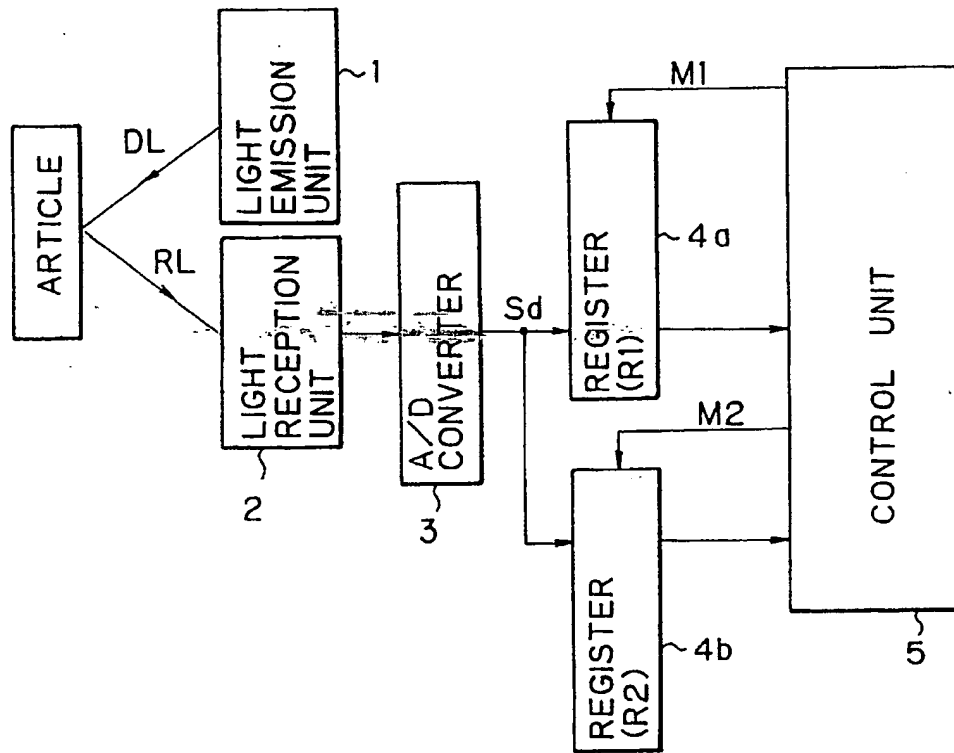 ARTICLE
DL
RL
LIGHT
EMISSION
UNIT
1
LIGHT
RECEPTION
UNIT
2
A/D
CONVERTER
3
Sd
M1
REGISTER
(R1)
4a
M2
REGISTER
(R2)
4b
CONTROL UNIT
5